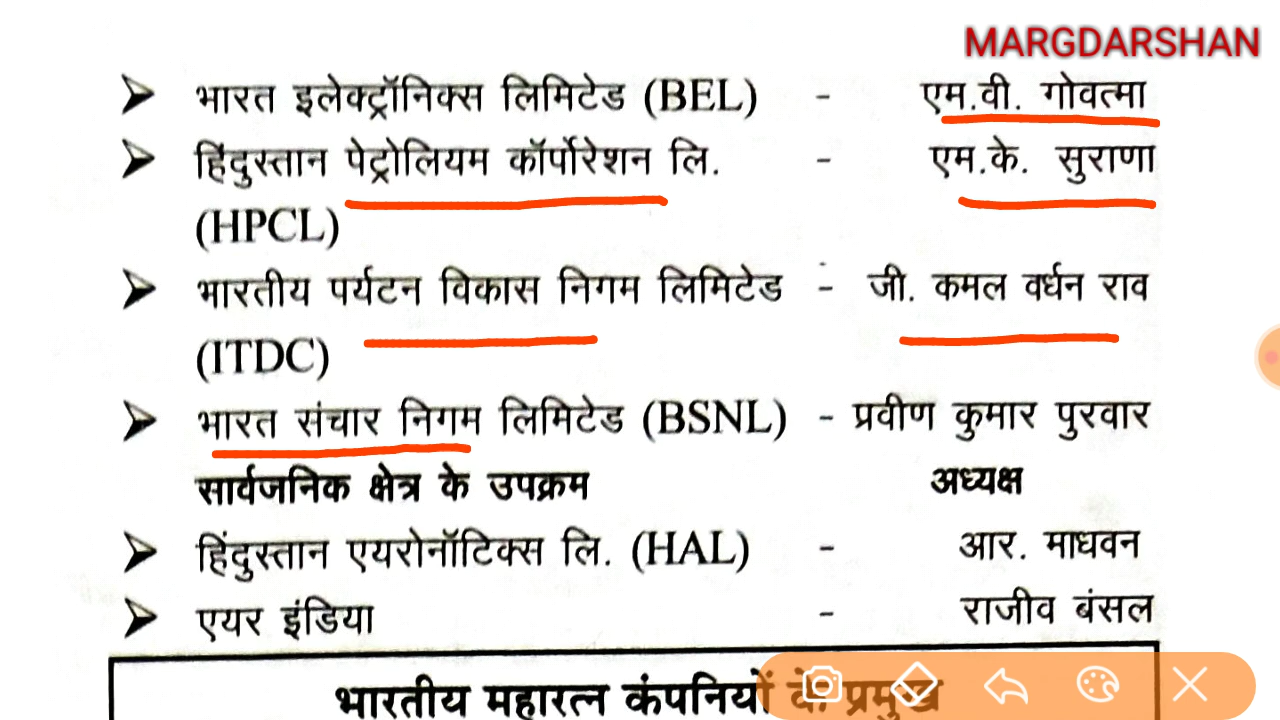 MARGDARSHAN
➤ भारत इलेक्ट्रॉनिक्स लिमिटेड (BEL) - एम.वी. गोवत्मा
➤ हिंदुस्तान पेट्रोलियम कॉर्पोरेशन लि. - एम.के. सुराणा
(HPCL)
➤ भारतीय पर्यटन विकास निगम लिमिटेड - जी. कमल वर्धन राव
(ITDC)
➤ भारत संचार निगम लिमिटेड (BSNL) - प्रवीण कुमार पुरवार
सार्वजनिक क्षेत्र के उपक्रम अध्यक्ष
➤ हिंदुस्तान एयरोनॉटिक्स लि. (HAL) - आर. माधवन
➤ एयर इंडिया - राजीव बंसल
भारतीय महारत्न कंपनियों के प्रमुख